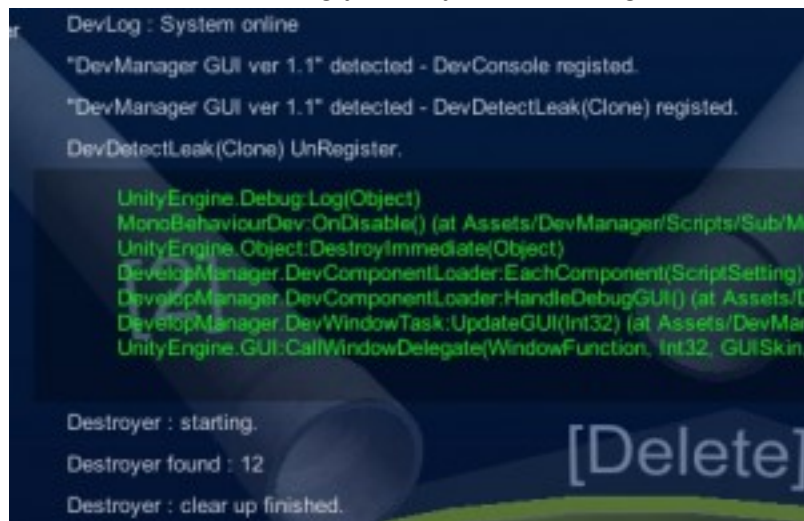 DevLog : System online
"DevManager GUI ver 1.1" detected - DevConsole registed.
"DevManager GUI ver 1.1" detected - DevDetectLeak(Clone) registed.
DevDetectLeak(Clone) UnRegister.
UnityEngine.Debug:Log(Object)
MonoBehaviourDev:OnDisable() (at Assets/DevManager/Scripts/Sub/
UnityEngine.Object:DestroyImmediate(Object)
DevelopManager.DevComponentLoader:EachComponent(ScriptSetting)
DevelopManager.DevComponentLoader:HandleDebugGUI() (at Assets/
[2]
DevelopManager.DevWindowTask:UpdateGUI(Int32) (at Assets/DevMa
UnityEngine.GUI:CallWindowDelegate(WindowFunction, Int32, GUISkin
Destroyer : starting.
[Delete]
Destroyer found : 12
Destroyer : clear up finished.